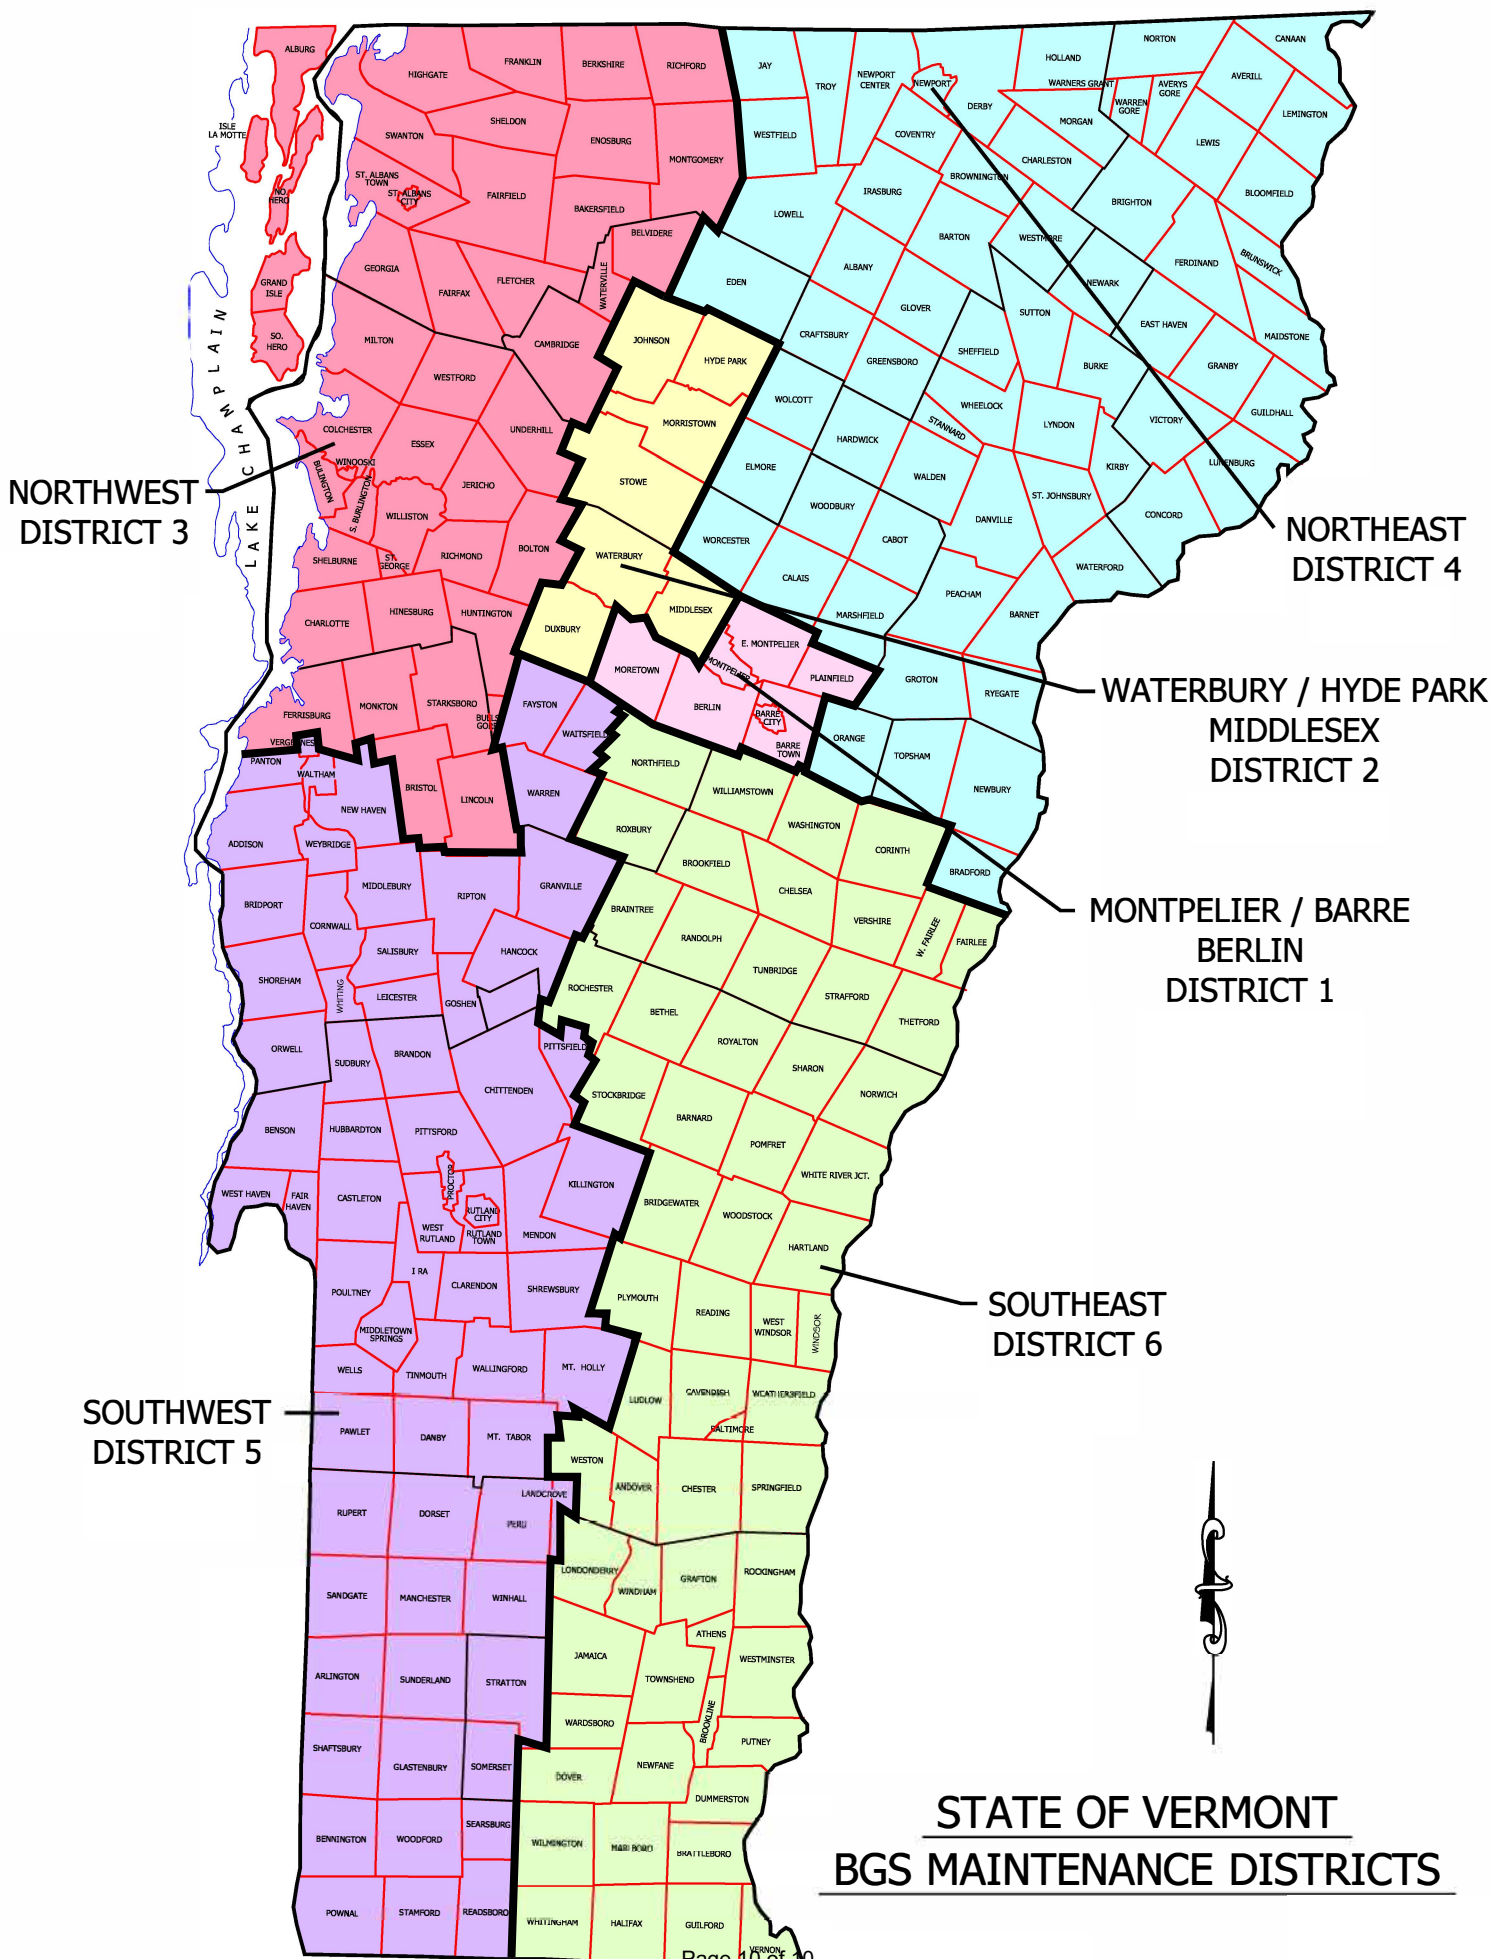 ALBURG
ISLE
LA MOTTE
NO.
HERO
GRAND
ISLE
SO.
HERO
LAKE CHAMPLAIN
HIGHGATE
FRANKLIN
BERKSHIRE
RICHFORD
SWANTON
SHELDON
ENOSBURG
MONTGOMERY
ST. ALBANS
TOWN
ST. ALBANS
CITY
FAIRFIELD
BAKERSFIELD
BELVIDERE
WATERVILLE
GEORGIA
FAIRFAX
FLETCHER
CAMBRIDGE
MILTON
WESTFORD
UNDERHILL
COLCHESTER
ESSEX
WINOOSKI
BULINGTON
S. BURLINGTON
WILLISTON
JERICHO
BOLTON
RICHMOND
SHELBURNE
ST.
GEORGE
CHARLOTTE
HINESBURG
HUNTINGTON
FERRISBURG
MONKTON
STARKSBORO
BULLS
GORE
VERGENNES
BRISTOL
LINCOLN
NORTHWEST
DISTRICT 3
JAY
TROY
NEWPORT
CENTER
NEWPORT
DERBY
HOLLAND
NORTON
CANAAN
WARNERS GRANT
WARREN
GORE
AVERYS
GORE
AVERILL
LEMINGTON
WESTFIELD
COVENTRY
MORGAN
LEWIS
CHARLESTON
BROWNINGTON
BLOOMFIELD
IRASBURG
BRIGHTON
LOWELL
BARTON
WESTMORE
FERDINAND
BRUNSWICK
EDEN
ALBANY
NEWARK
GLOVER
SUTTON
EAST HAVEN
MAIDSTONE
CRAFTSBURY
SHEFFIELD
GREENSBORO
BURKE
GRANBY
WOLCOTT
WHEELOCK
STANNARD
LYNDON
VICTORY
GUILDHALL
HARDWICK
ELMORE
WALDEN
KIRBY
LUNENBURG
ST. JOHNSBURY
WOODBURY
DANVILLE
CONCORD
WORCESTER
CABOT
WATERFORD
CALAIS
PEACHAM
MARSHFIELD
BARNET
GROTON
RYEGATE
ORANGE
TOPSHAM
NEWBURY
BRADFORD
NORTHEAST
DISTRICT 4
JOHNSON
HYDE PARK
MORRISTOWN
STOWE
WATERBURY
MIDDLESEX
DUXBURY
WATERBURY / HYDE PARK
MIDDLESEX
DISTRICT 2
E. MONTPELIER
MONTPELIER
MORETOWN
PLAINFIELD
BERLIN
BARRE
CITY
BARRE
TOWN
MONTPELIER / BARRE
BERLIN
DISTRICT 1
FAYSTON
WAITSFIELD
WARREN
PANTON
WALTHAM
NEW HAVEN
ADDISON
WEYBRIDGE
MIDDLEBURY
RIPTON
GRANVILLE
BRIDPORT
CORNWALL
SALISBURY
HANCOCK
SHOREHAM
WHITING
LEICESTER
GOSHEN
ORWELL
SUDBURY
BRANDON
PITTSFIELD
CHITTENDEN
BENSON
HUBBARDTON
PITTSFORD
PROCTOR
KILLINGTON
WEST HAVEN
FAIR
HAVEN
CASTLETON
RUTLAND
CITY
WEST
RUTLAND
RUTLAND
TOWN
MENDON
I RA
POULTNEY
CLARENDON
SHREWSBURY
MIDDLETOWN
SPRINGS
WELLS
TINMOUTH
WALLINGFORD
MT. HOLLY
PAWLET
DANBY
MT. TABOR
RUPERT
DORSET
PERU
LANDGROVE
SANDGATE
MANCHESTER
WINHALL
ARLINGTON
SUNDERLAND
STRATTON
SHAFTSBURY
GLASTENBURY
SOMERSET
BENNINGTON
WOODFORD
SEARSBURG
POWNAL
STAMFORD
READSBORO
SOUTHWEST
DISTRICT 5
NORTHFIELD
WILLIAMSTOWN
WASHINGTON
ROXBURY
CORINTH
BROOKFIELD
CHELSEA
BRAINTREE
VERSHIRE
W. FAIRLEE
FAIRLEE
RANDOLPH
TUNBRIDGE
ROCHESTER
STRAFFORD
BETHEL
THETFORD
ROYALTON
SHARON
NORWICH
STOCKBRIDGE
BARNARD
POMFRET
WHITE RIVER JCT.
BRIDGEWATER
WOODSTOCK
HARTLAND
PLYMOUTH
READING
WEST
WINDSOR
WINDSOR
LUDLOW
CAVENDISH
WEATHERSFIELD
BALTIMORE
WESTON
ANDOVER
CHESTER
SPRINGFIELD
LONDONDERRY
WINDHAM
GRAFTON
ROCKINGHAM
ATHENS
JAMAICA
TOWNSHEND
WESTMINSTER
WARDSBORO
BROOKLINE
PUTNEY
DOVER
NEWFANE
DUMMERSTON
WILMINGTON
MARLBORO
BRATTLEBORO
WHITINGHAM
HALIFAX
GUILFORD
VERNON
SOUTHEAST
DISTRICT 6
STATE OF VERMONT
BGS MAINTENANCE DISTRICTS
Page 10 of 10